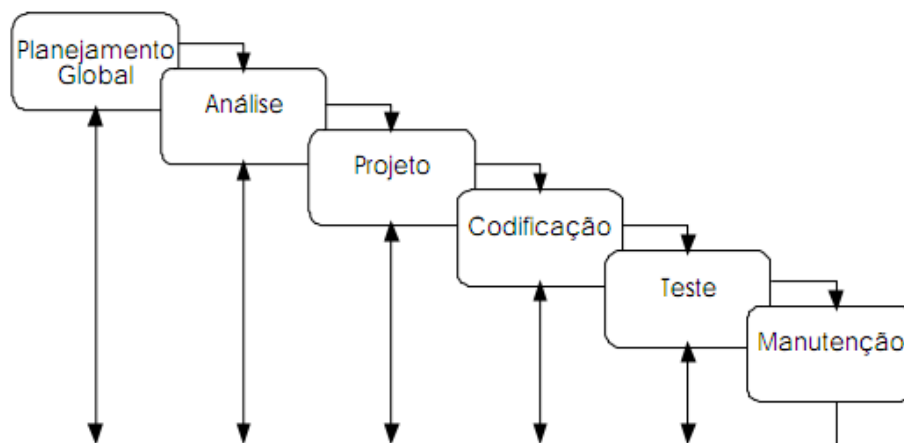 Planejamento
Global
Análise
Projeto
Codificação
Teste
Manutenção